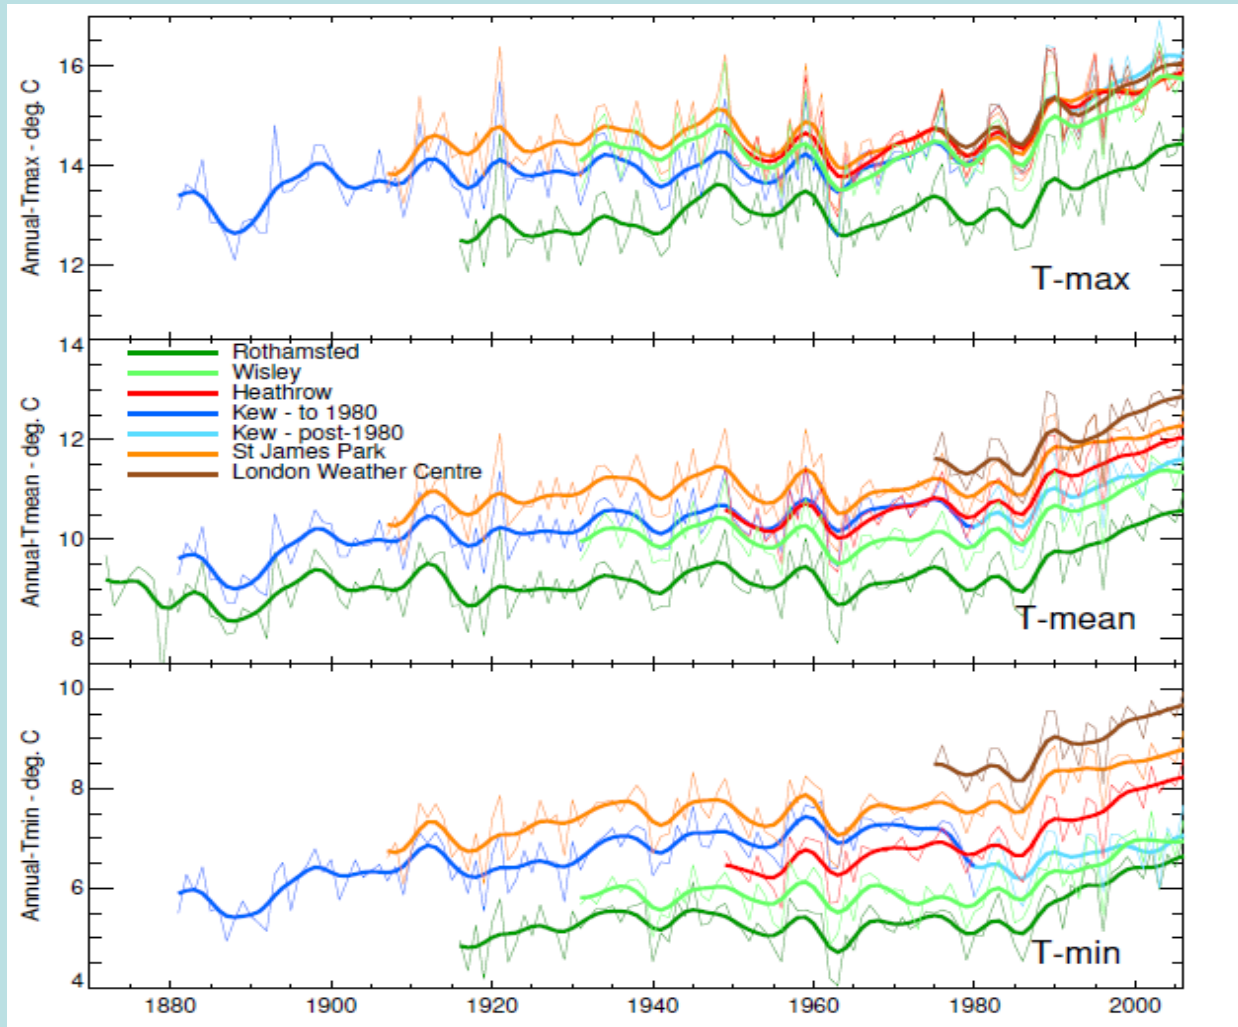 Annual-Tmax - deg. C
16
14
12
T-max
Annual-Tmean - deg. C
14
12
10
8
Rothamsted
Wisley
Heathrow
Kew - to 1980
Kew - post-1980
St James Park
London Weather Centre
T-mean
Annual-Tmin - deg. C
10
8
6
4
T-min
1880 1900 1920 1940 1960 1980 2000